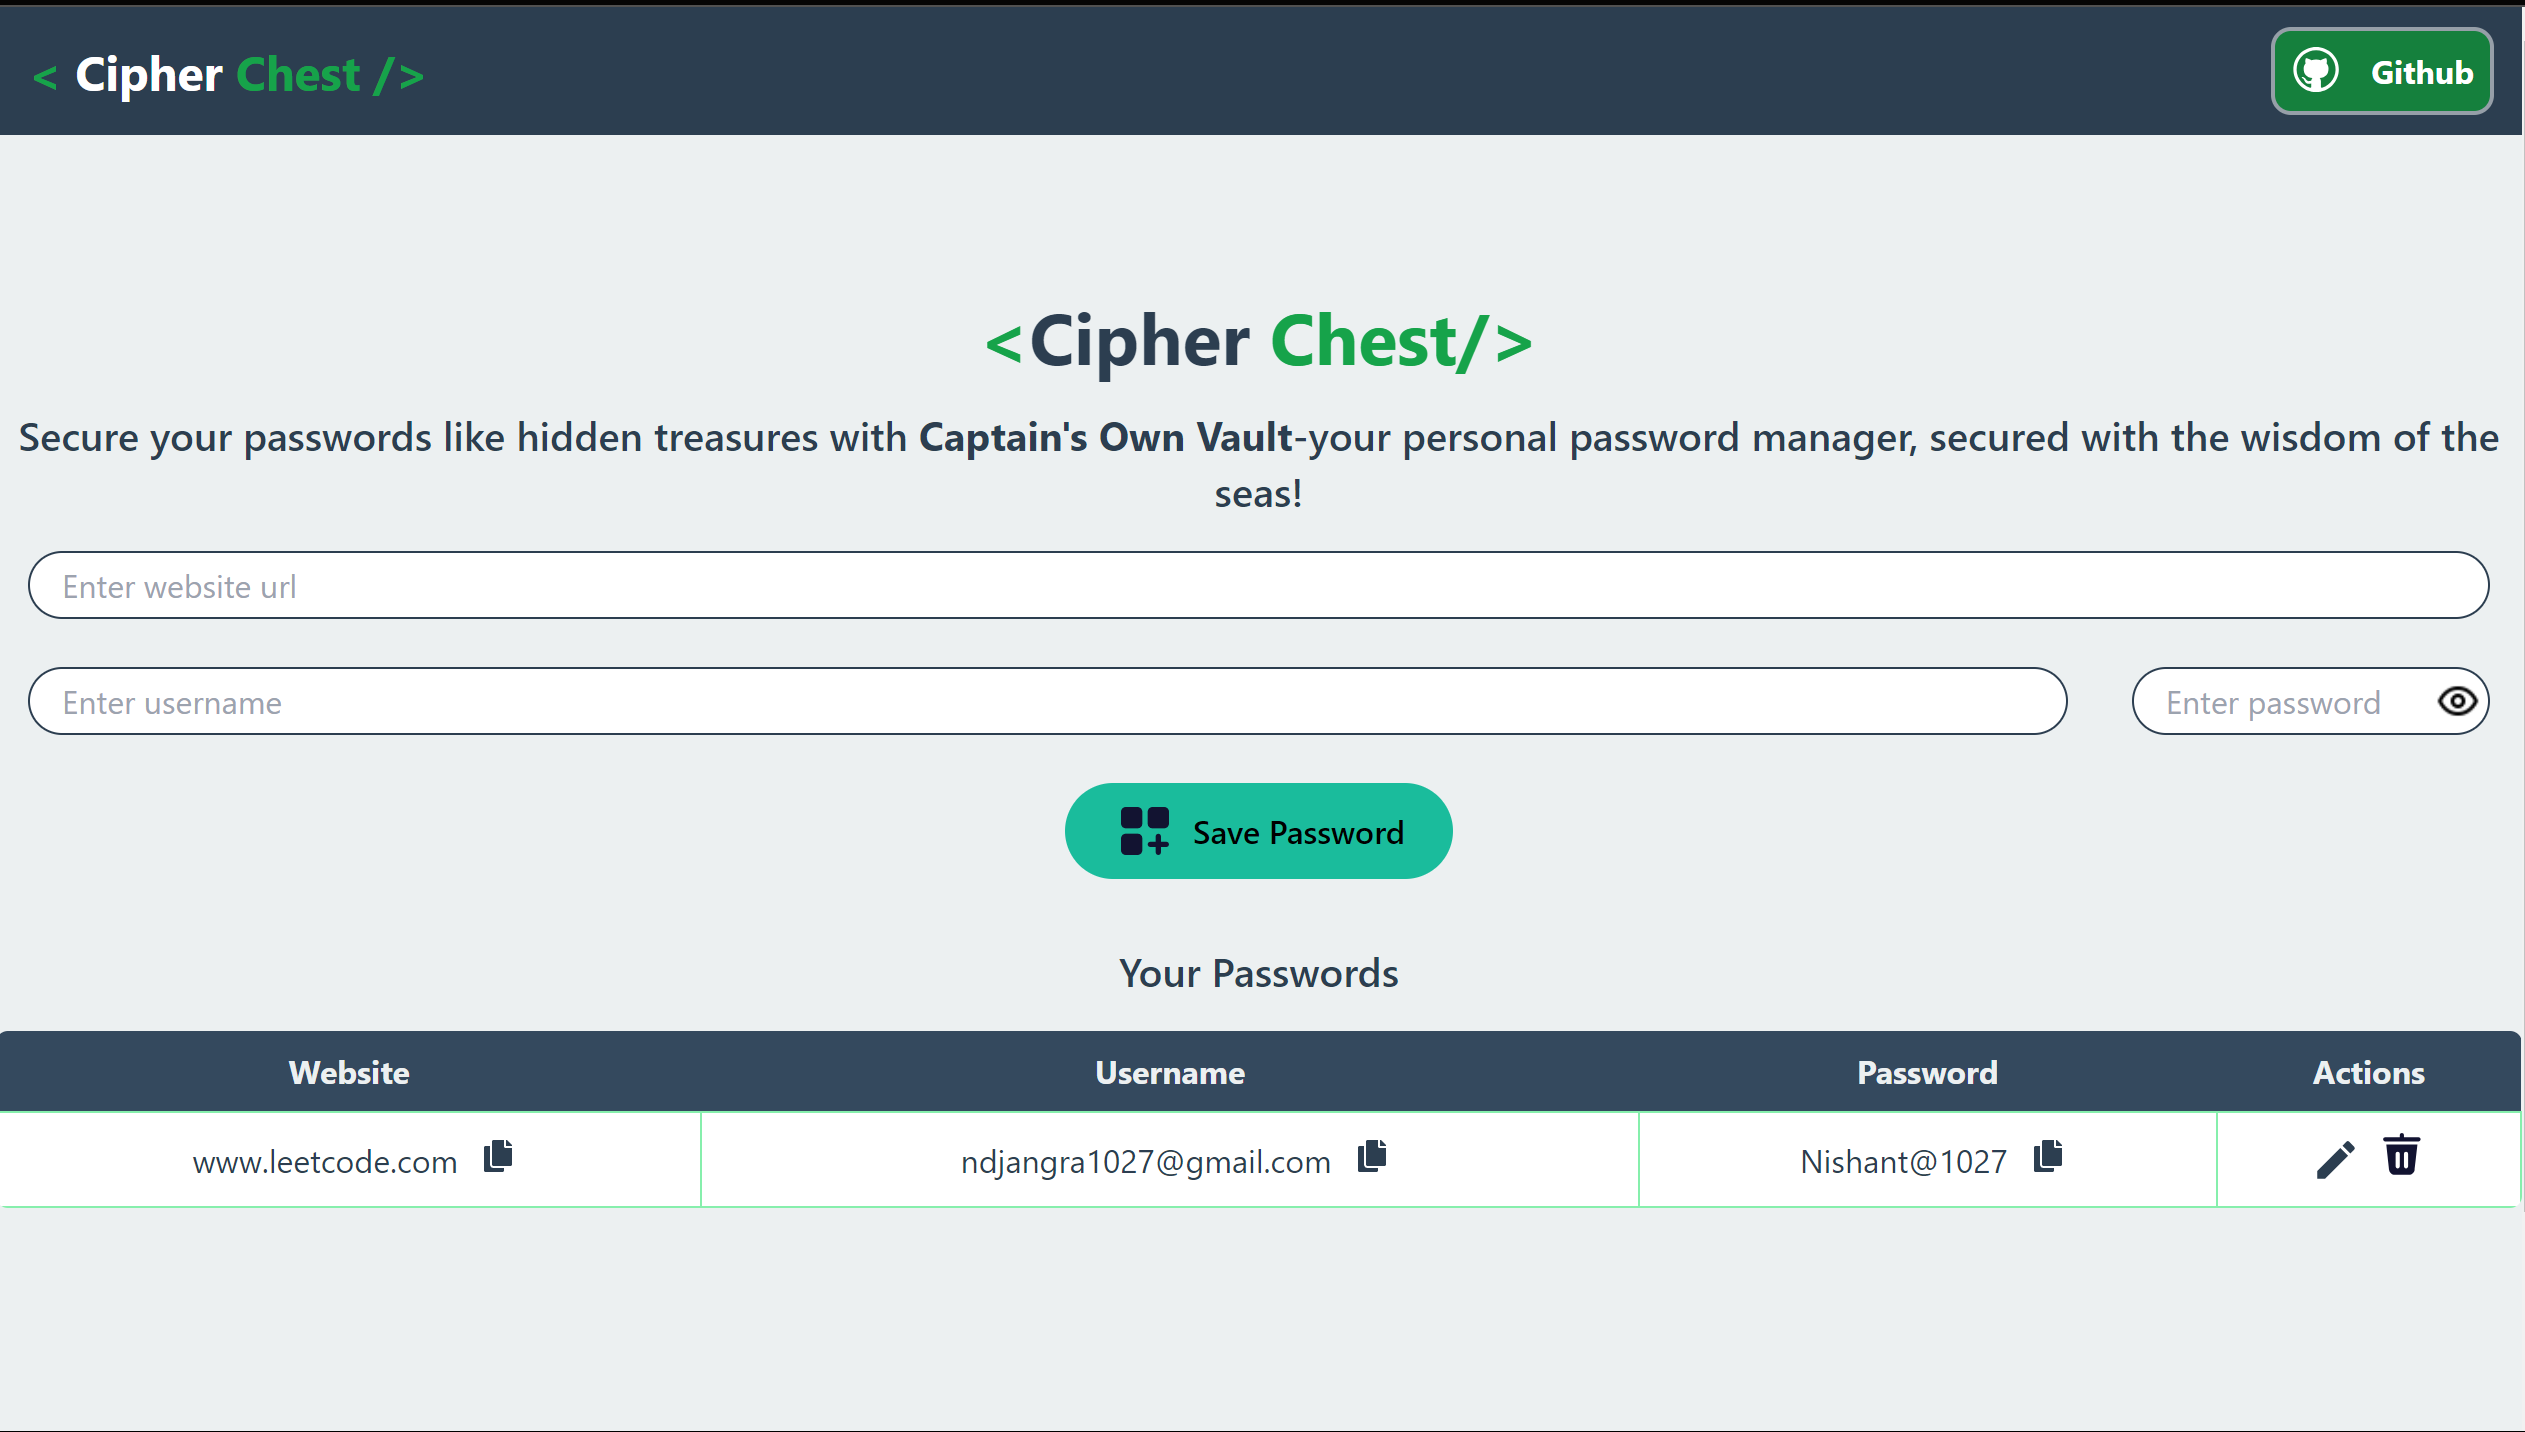 < Cipher Chest />
Github
<Cipher Chest/>
Secure your passwords like hidden treasures with Captain's Own Vault-your personal password manager, secured with the wisdom of the
seas!
Enter website url
Enter username
Enter password
Save Password
Your Passwords
Website Username Password Actions
www.leetcode.com ndjangra1027@gmail.com Nishant@1027